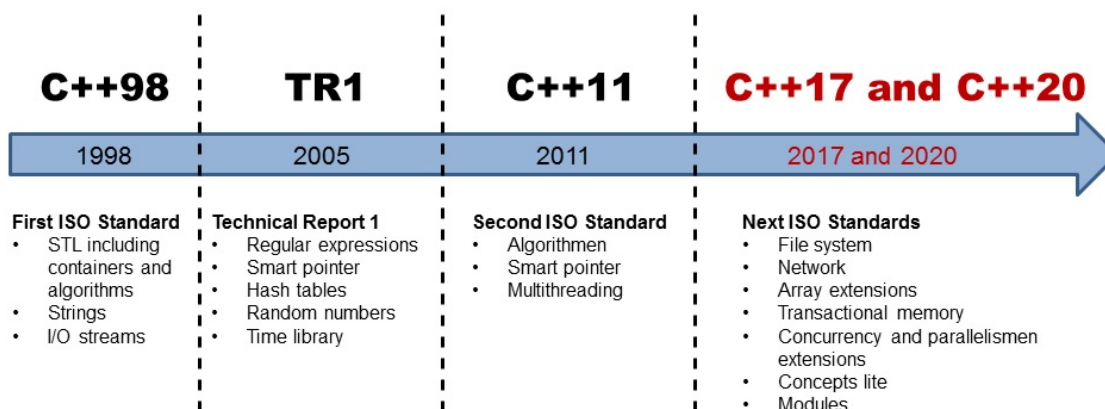 C++98
TR1
C++11
C++17 and C++20
1998
2005
2011
2017 and 2020
First ISO Standard
• STL including
containers and
algorithms
• Strings
• I/O streams
Technical Report 1
• Regular expressions
• Smart pointer
• Hash tables
• Random numbers
• Time library
Second ISO Standard
• Algorithmen
• Smart pointer
• Multithreading
Next ISO Standards
• File system
• Network
• Array extensions
• Transactional memory
• Concurrency and parallelismen
extensions
• Concepts lite
• Modules